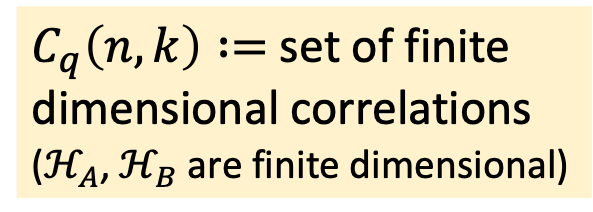 C_q(n, k) := set of finite
dimensional correlations
(ℋ_A, ℋ_B are finite dimensional)